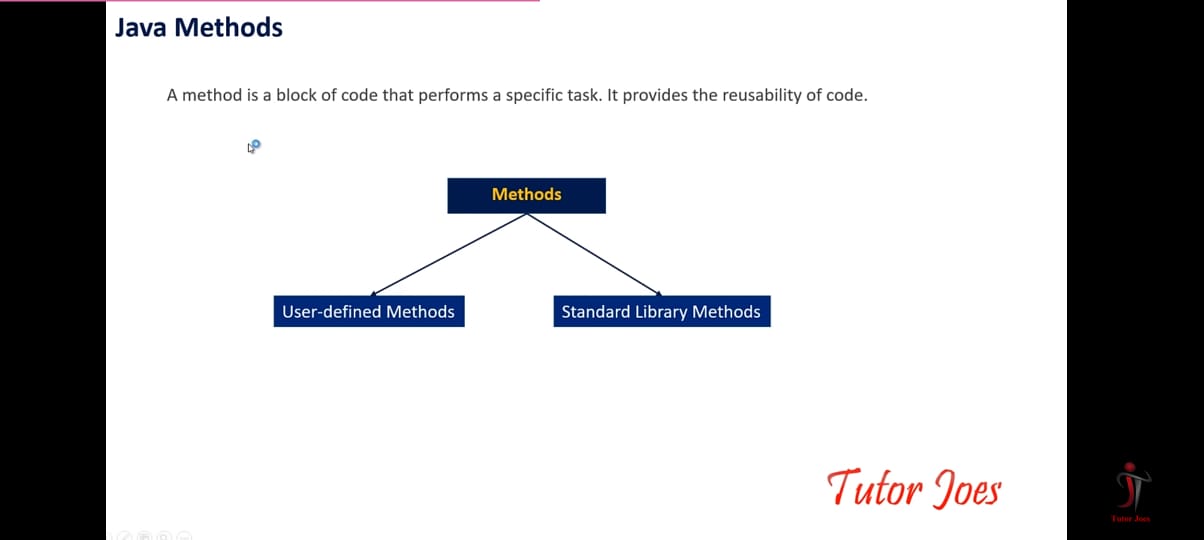 Java Methods
A method is a block of code that performs a specific task. It provides the reusability of code.
Methods
User-defined Methods
Standard Library Methods
Tutor Joes
Tutor Joes